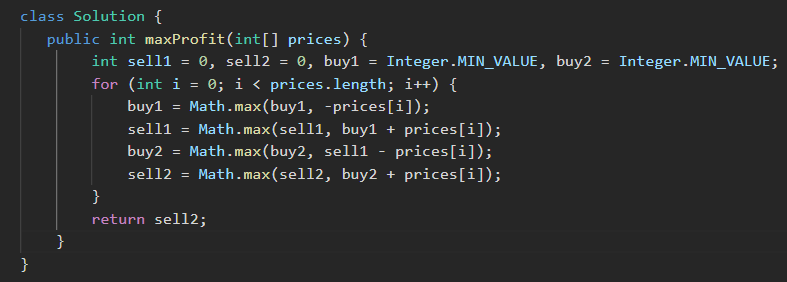 class Solution {
public int maxProfit(int[] prices) {
int sell1 = 0, sell2 = 0, buy1 = Integer.MIN_VALUE, buy2 = Integer.MIN_VALUE;
for (int i = 0; i < prices.length; i++) {
buy1 = Math.max(buy1, -prices[i]);
sell1 = Math.max(sell1, buy1 + prices[i]);
buy2 = Math.max(buy2, sell1 - prices[i]);
sell2 = Math.max(sell2, buy2 + prices[i]);
}
return sell2;
}
}